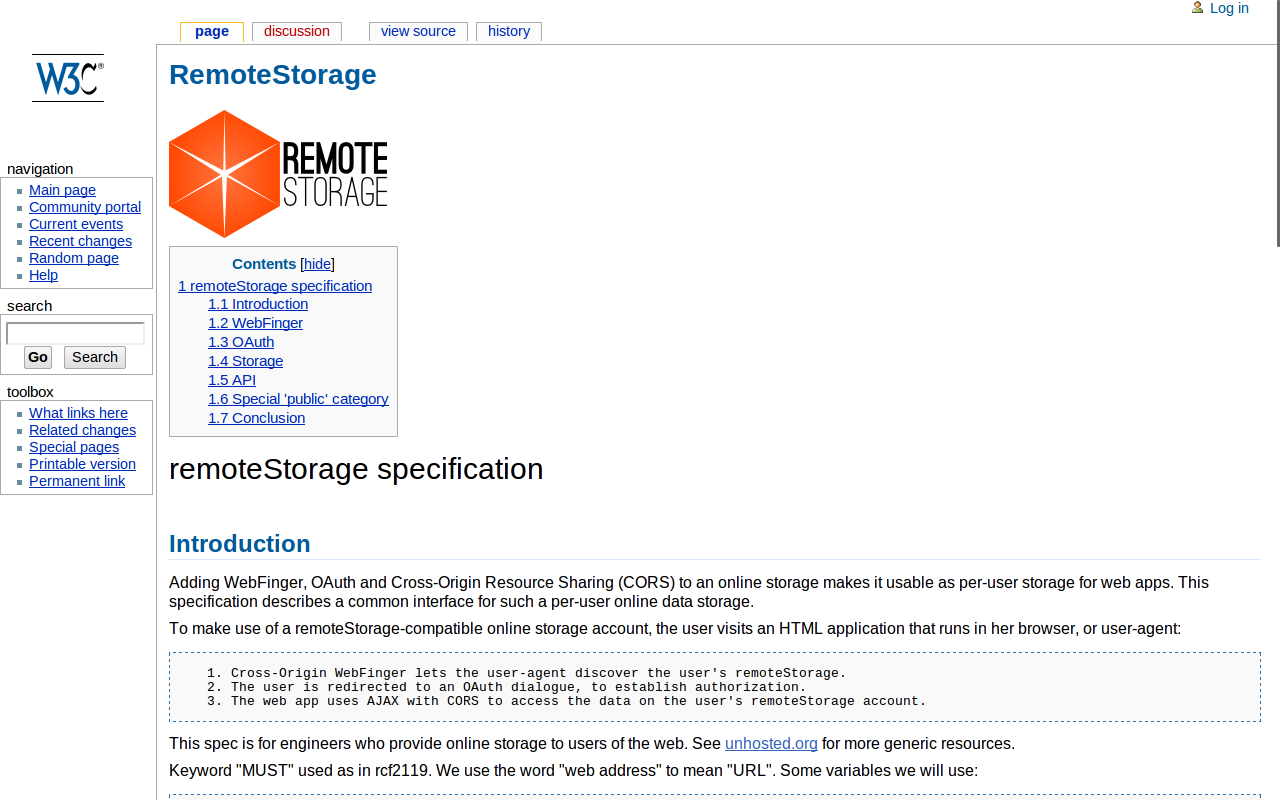 Log in
page
discussion
view source
history
W3C®
RemoteStorage
REMOTE
STORAGE
navigation
Main page
Community portal
Current events
Recent changes
Random page
Help
search
Go
Search
toolbox
What links here
Related changes
Special pages
Printable version
Permanent link
Contents [hide]
1 remoteStorage specification
1.1 Introduction
1.2 WebFinger
1.3 OAuth
1.4 Storage
1.5 API
1.6 Special 'public' category
1.7 Conclusion
remoteStorage specification
Introduction
Adding WebFinger, OAuth and Cross-Origin Resource Sharing (CORS) to an online storage makes it usable as per-user storage for web apps. This
specification describes a common interface for such a per-user online data storage.
To make use of a remoteStorage-compatible online storage account, the user visits an HTML application that runs in her browser, or user-agent:
1. Cross-Origin WebFinger lets the user-agent discover the user's remoteStorage.
2. The user is redirected to an OAuth dialogue, to establish authorization.
3. The web app uses AJAX with CORS to access the data on the user's remoteStorage account.
This spec is for engineers who provide online storage to users of the web. See unhosted.org for more generic resources.
Keyword "MUST" used as in rcf2119. We use the word "web address" to mean "URL". Some variables we will use: